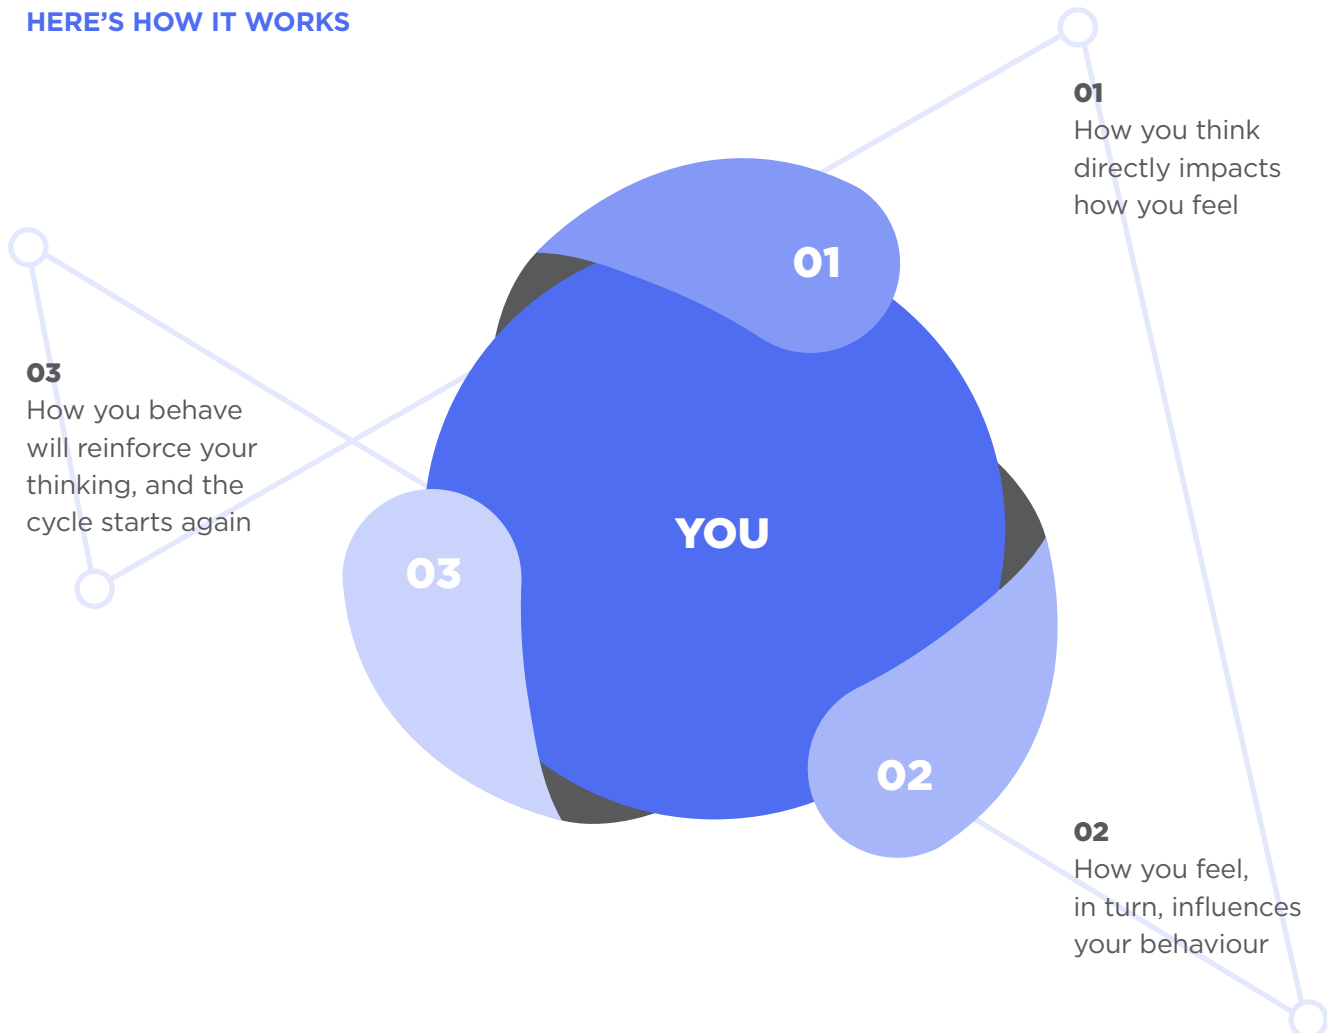 HERE’S HOW IT WORKS
01
How you think
directly impacts
how you feel
01
03
How you behave
will reinforce your
thinking, and the
cycle starts again
YOU
03
02
02
How you feel,
in turn, influences
your behaviour